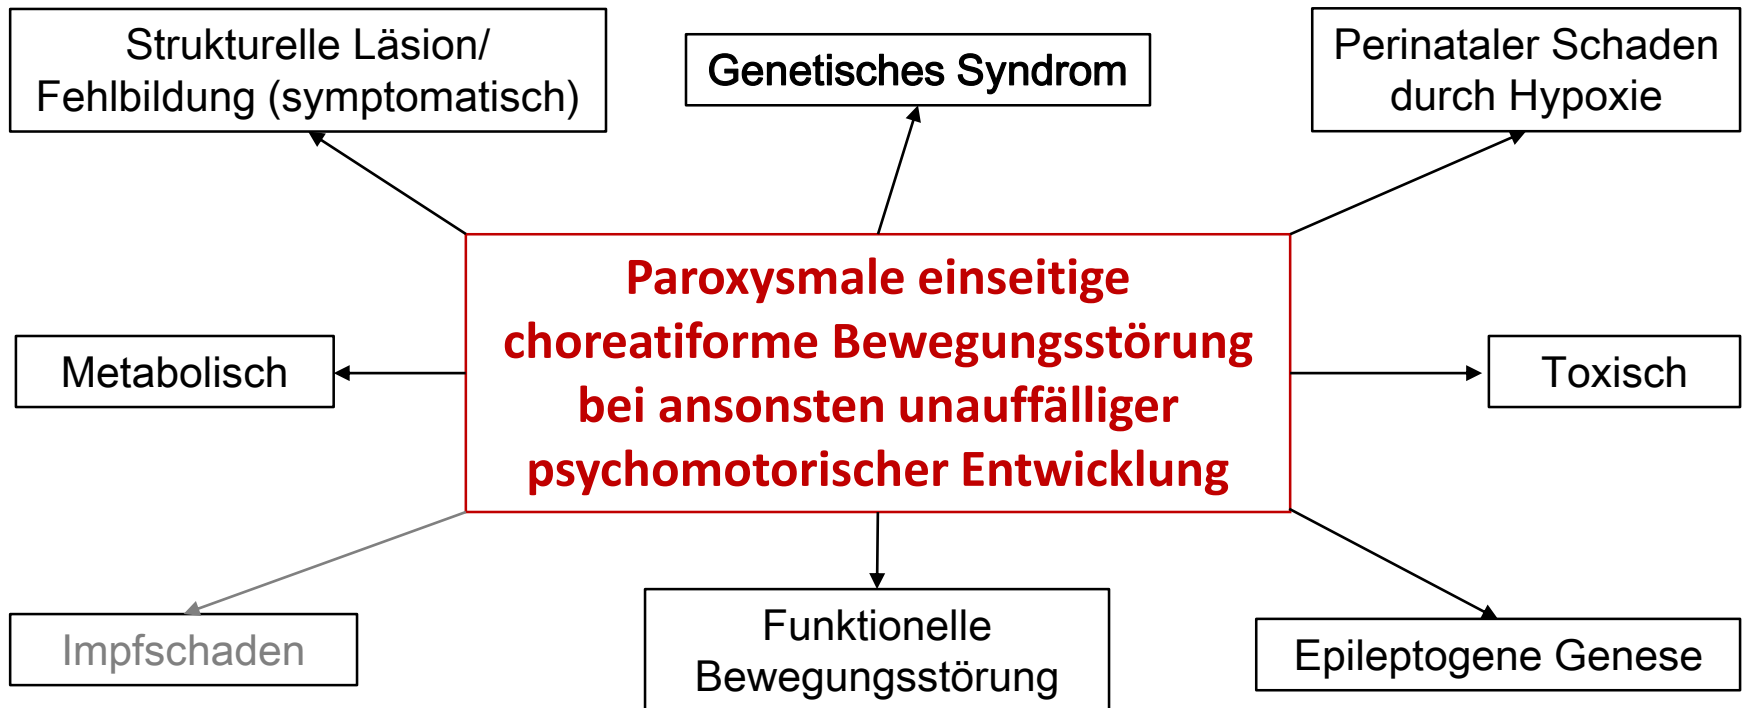 Strukturelle Läsion/
Fehlbildung (symptomatisch)
Genetisches Syndrom
Perinataler Schaden
durch Hypoxie
Paroxysmale einseitige
choreatiforme Bewegungsstörung
bei ansonsten unauffälliger
psychomotorischer Entwicklung
Metabolisch
Toxisch
Impfschaden
Funktionelle
Bewegungsstörung
Epileptogene Genese